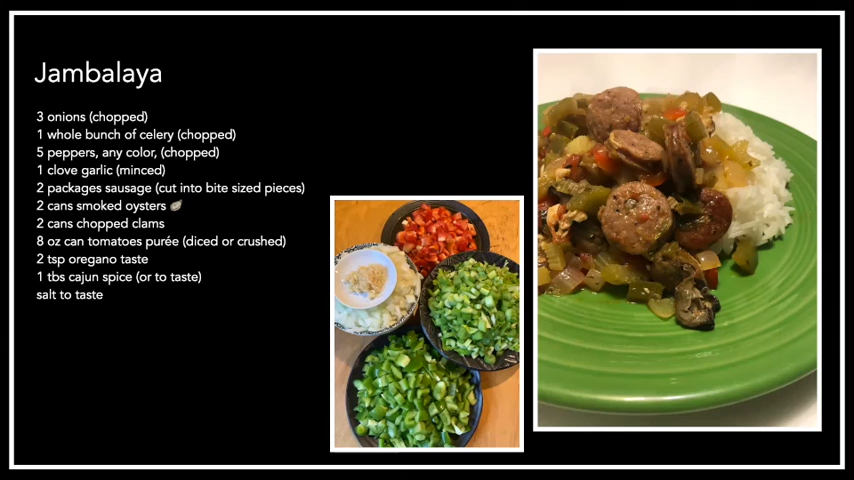 Jambalaya
3 onions (chopped)
1 whole bunch of celery (chopped)
5 peppers, any color, (chopped)
1 clove garlic (minced)
2 packages sausage (cut into bite sized pieces)
2 cans smoked oysters 🦪
2 cans chopped clams
8 oz can tomatoes purée (diced or crushed)
2 tsp oregano taste
1 tbs cajun spice (or to taste)
salt to taste